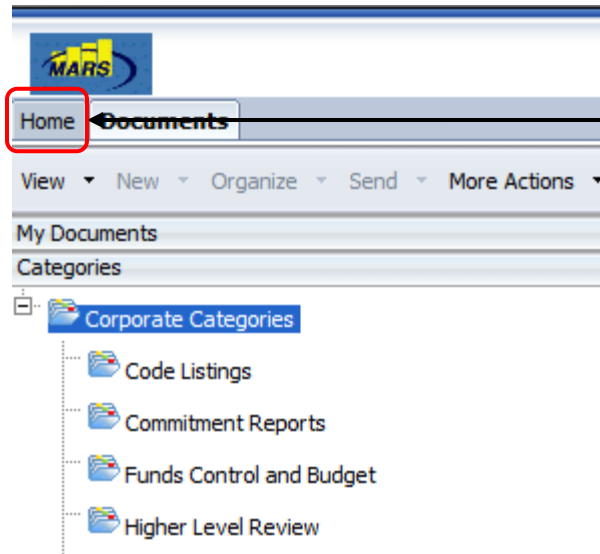 MARS
Home Documents
View New Organize Send More Actions
My Documents
Categories
Corporate Categories
Code Listings
Commitment Reports
Funds Control and Budget
Higher Level Review